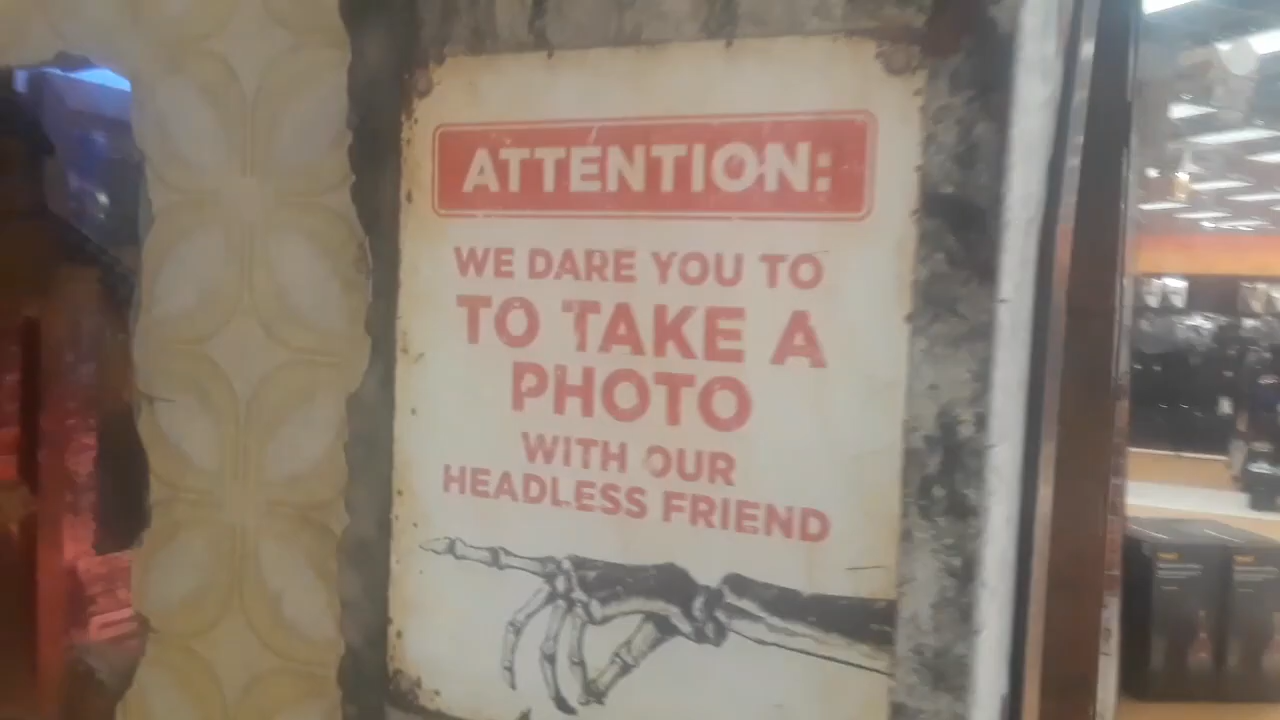 ATTENTION:
WE DARE YOU TO
TO TAKE A
PHOTO
WITH OUR
HEADLESS FRIEND